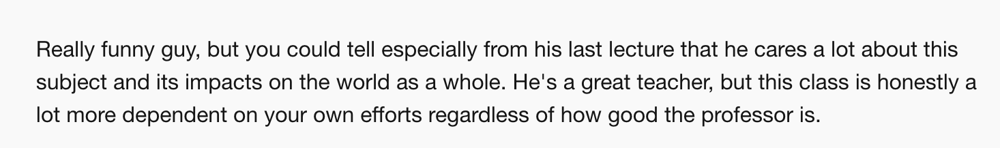 Really funny guy, but you could tell especially from his last lecture that he cares a lot about this
subject and its impacts on the world as a whole. He's a great teacher, but this class is honestly a
lot more dependent on your own efforts regardless of how good the professor is.